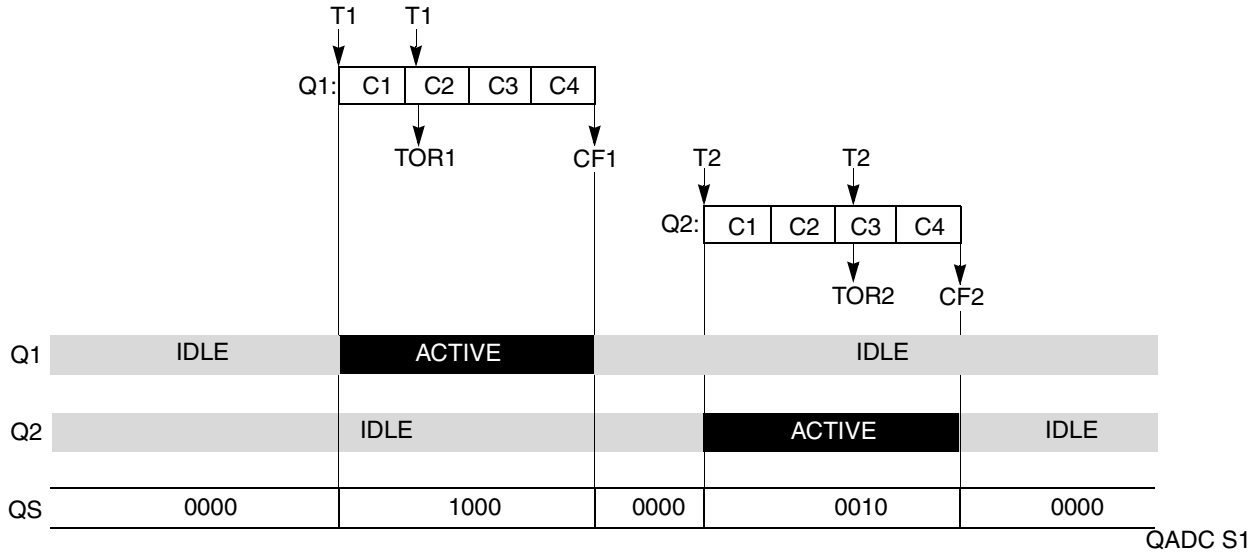 T1 T1
Q1: C1 C2 C3 C4
TOR1 CF1 T2 T2
Q2: C1 C2 C3 C4
TOR2 CF2
Q1 IDLE ACTIVE IDLE
Q2 IDLE ACTIVE IDLE
QS 0000 1000 0000 0010 0000
QADC S1